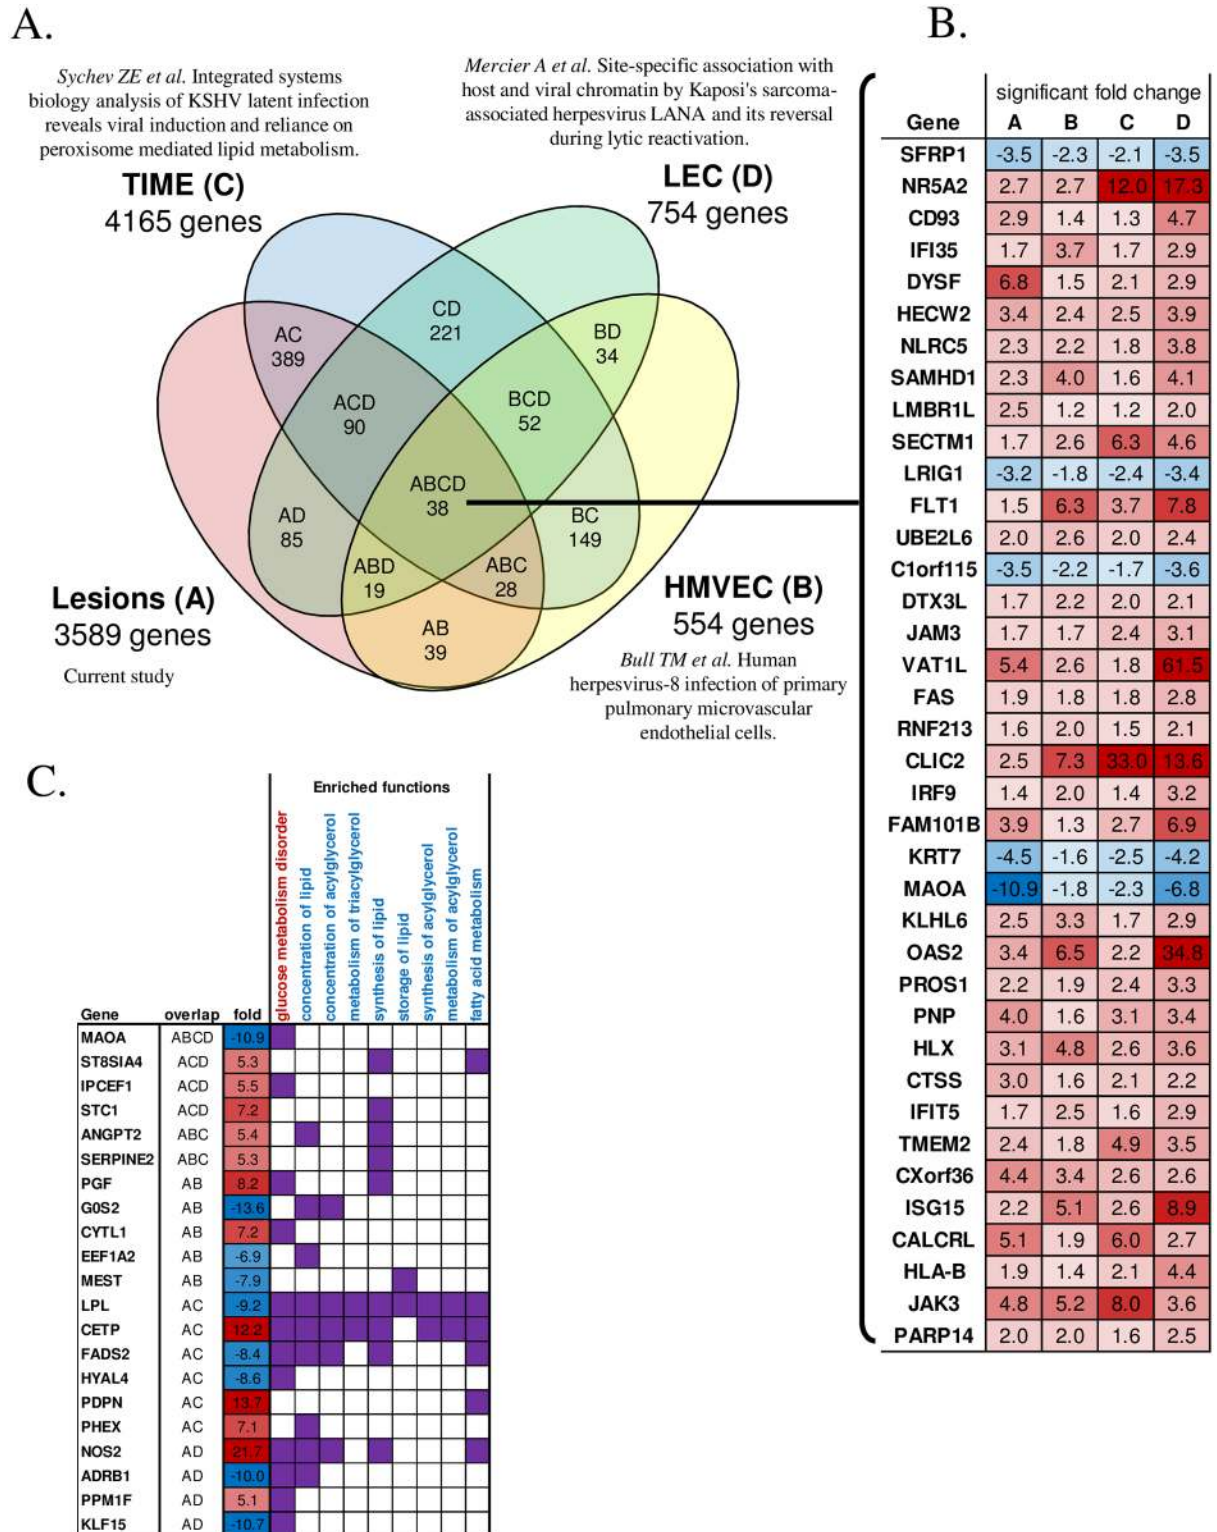 A.
Sychev ZE et al. Integrated systems
biology analysis of KSHV latent infection
reveals viral induction and reliance on
peroxisome mediated lipid metabolism.
Mercier A et al. Site-specific association with
host and viral chromatin by Kaposi's sarcoma-
associated herpesvirus LANA and its reversal
during lytic reactivation.
TIME (C)
4165 genes
LEC (D)
754 genes
CD
221
BD
34
AC
389
ACD
90
BCD
52
ABCD
38
AD
85
BC
149
ABD
19
ABC
28
AB
39
Lesions (A)
3589 genes
Current study
HMVEC (B)
554 genes
Bull TM et al. Human
herpesvirus-8 infection of primary
pulmonary microvascular
endothelial cells.
B.
significant fold change
Gene A B C D
SFRP1 -3.5 -2.3 -2.1 -3.5
NR5A2 2.7 2.7 12.0 17.3
CD93 2.9 1.4 1.3 4.7
IFI35 1.7 3.7 1.7 2.9
DYSF 6.8 1.5 2.1 2.9
HECW2 3.4 2.4 2.5 3.9
NLRC5 2.3 2.2 1.8 3.8
SAMHD1 2.3 4.0 1.6 4.1
LMBR1L 2.5 1.2 1.2 2.0
SECTM1 1.7 2.6 6.3 4.6
LRIG1 -3.2 -1.8 -2.4 -3.4
FLT1 1.5 6.3 3.7 7.8
UBE2L6 2.0 2.6 2.0 2.4
C1orf115 -3.5 -2.2 -1.7 -3.6
DTX3L 1.7 2.2 2.0 2.1
JAM3 1.7 1.7 2.4 3.1
VAT1L 5.4 2.6 1.8 61.5
FAS 1.9 1.8 1.8 2.8
RNF213 1.6 2.0 1.5 2.1
CLIC2 2.5 7.3 33.0 13.6
IRF9 1.4 2.0 1.4 3.2
FAM101B 3.9 1.3 2.7 6.9
KRT7 -4.5 -1.6 -2.5 -4.2
MAOA -10.9 -1.8 -2.3 -6.8
KLHL6 2.5 3.3 1.7 2.9
OAS2 3.4 6.5 2.2 34.8
PROS1 2.2 1.9 2.4 3.3
PNP 4.0 1.6 3.1 3.4
HLX 3.1 4.8 2.6 3.6
CTSS 3.0 1.6 2.1 2.2
IFIT5 1.7 2.5 1.6 2.9
TMEM2 2.4 1.8 4.9 3.5
CXorf36 4.4 3.4 2.6 2.6
ISG15 2.2 5.1 2.6 8.9
CALCRL 5.1 1.9 6.0 2.7
HLA-B 1.9 1.4 2.1 4.4
JAK3 4.8 5.2 8.0 3.6
PARP14 2.0 2.0 1.6 2.5
C.
Enriched functions
glucose metabolism disorder
concentration of lipid
concentration of acylglycerol
metabolism of triacylglycerol
synthesis of lipid
storage of lipid
synthesis of acylglycerol
metabolism of acylglycerol
fatty acid metabolism
Gene overlap fold
MAOA ABCD -10.9
ST8SIA4 ACD 5.3
IPCEF1 ACD 5.5
STC1 ACD 7.2
ANGPT2 ABC 5.4
SERPINE2 ABC 5.3
PGF AB 8.2
G0S2 AB -13.6
CYTL1 AB 7.2
EEF1A2 AB -6.9
MEST AB -7.9
LPL AC -9.2
CETP AC 12.2
FADS2 AC -8.4
HYAL4 AC -8.6
PDPN AC 13.7
PHEX AC 7.1
NOS2 AD 21.7
ADRB1 AD -10.0
PPM1F AD 5.1
KLF15 AD -10.7